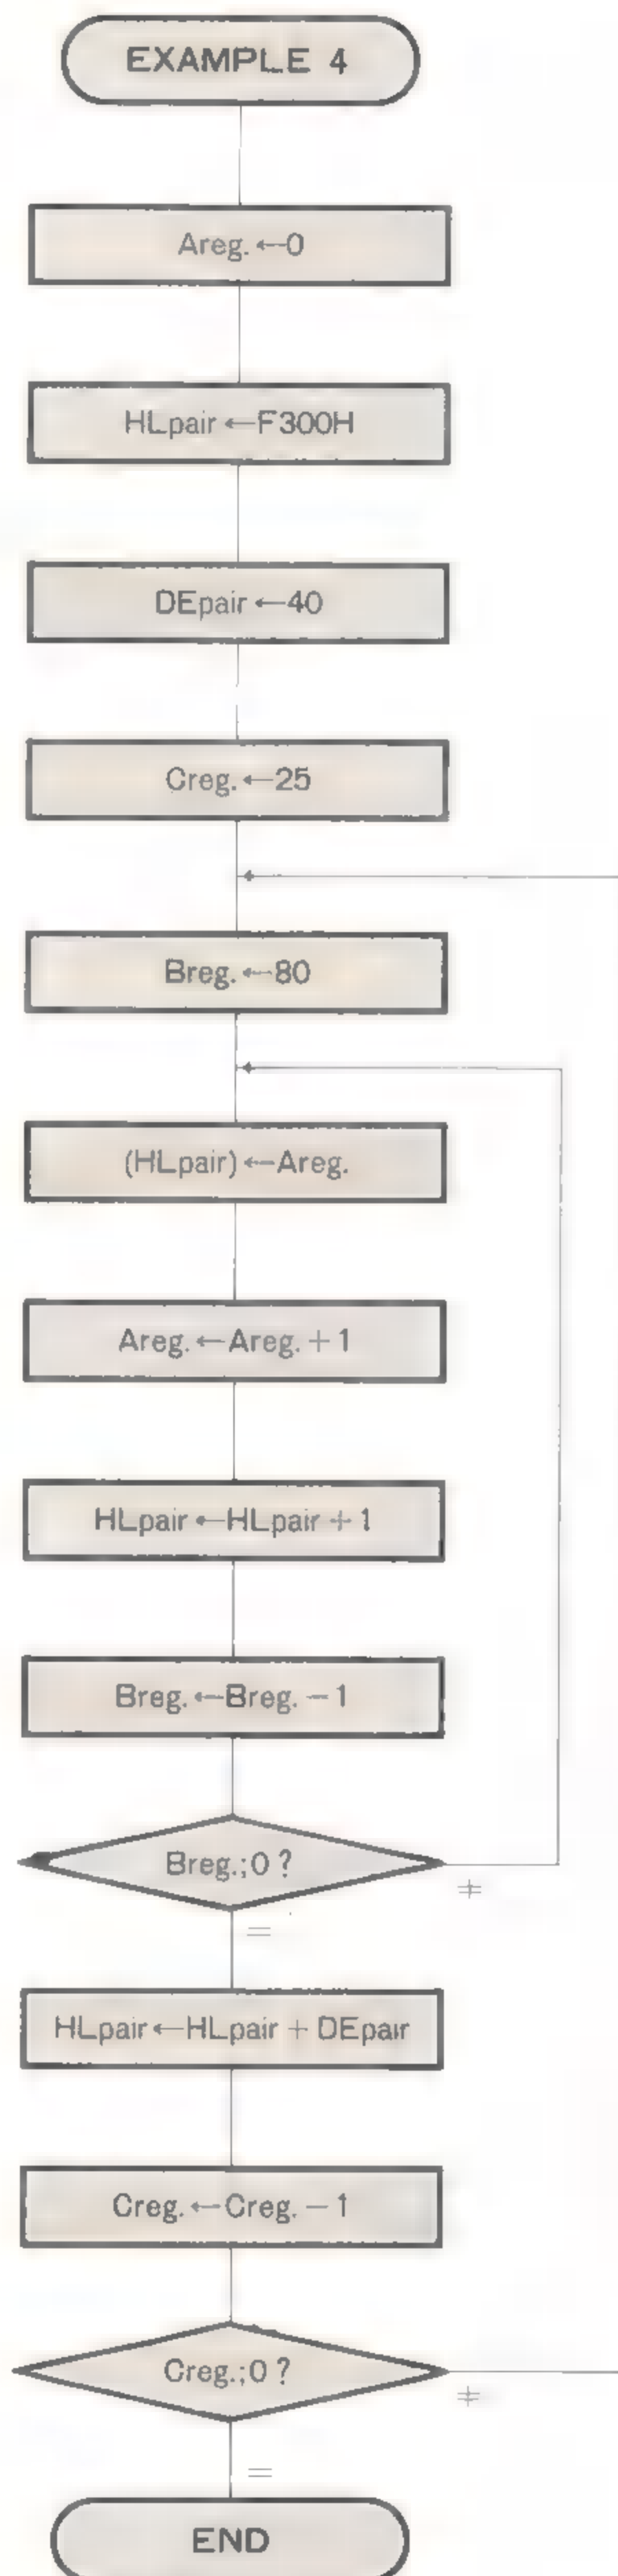 EXAMPLE 4
Areg.←0
HLpair←F300H
DEpair←40
Creg.←25
Breg.←80
(HLpair)←Areg.
Areg.←Areg.+1
HLpair←HLpair+1
Breg.←Breg.−1
Breg.;0?
≠
=
HLpair←HLpair+DEpair
Creg.←Creg.−1
Creg.;0?
≠
=
END